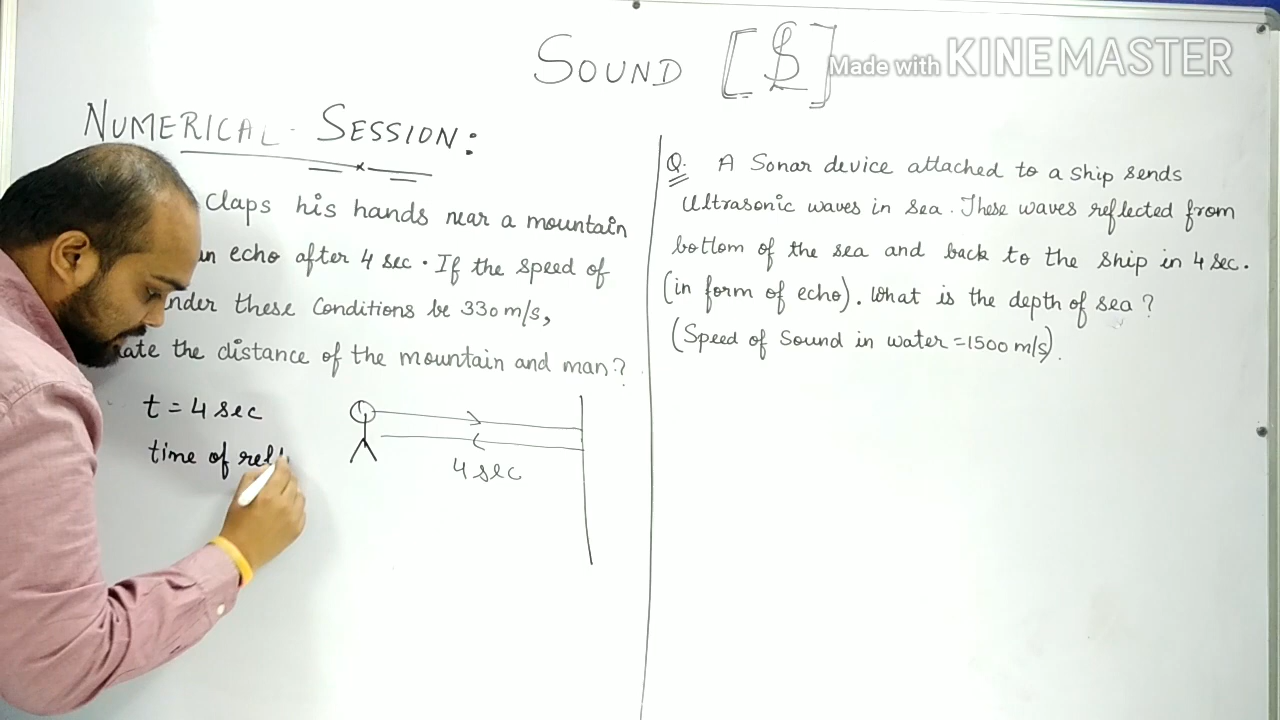 SOUND [ ]
Made with KINEMASTER
NUMERICAL SESSION:
claps his hands near a mountain
an echo after 4 sec. If the speed of
under these conditions be 330 m/s,
the distance of the mountain and man?
t = 4 sec
time of
4 sec
Q. A Sonar device attached to a ship sends
ultrasonic waves in sea. These waves reflected from
bottom of the sea and back to the ship in 4 sec.
(in form of echo). What is the depth of sea?
(Speed of Sound in water = 1500 m/s).